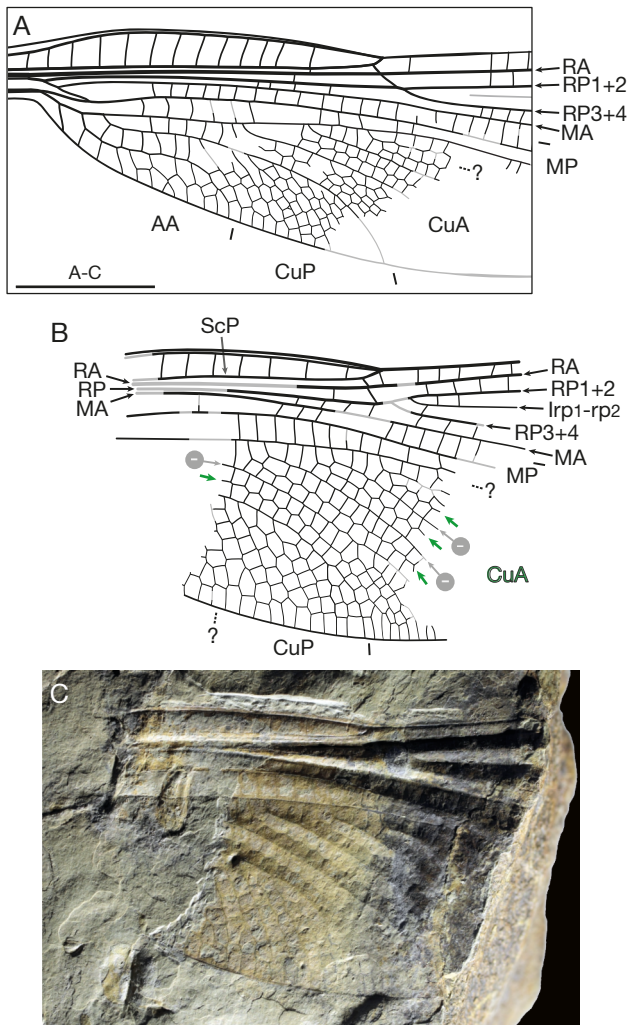 A
RA
RP1+2
RP3+4
MA
MP
...?
CuA
AA
CuP
A-C
B
ScP
RA
RP
MA
RA
RP1+2
Irp1-rp2
RP3+4
MA
MP
...?
CuA
...?
CuP
C